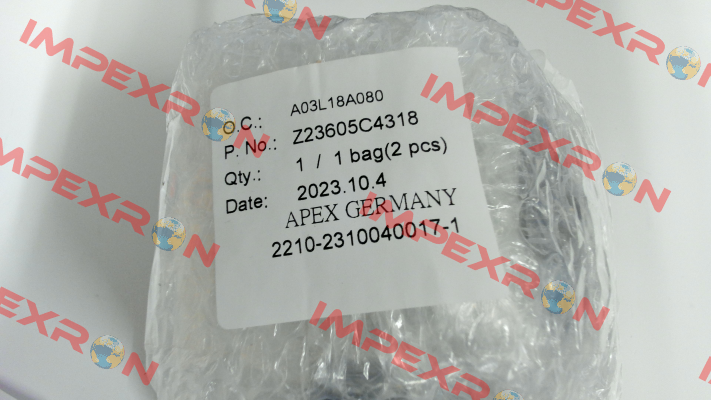 O.C.: A03L18A080
P. No.: Z23605C4318
Qty.: 1 / 1 bag(2 pcs)
Date: 2023.10.4
APEX GERMANY
2210-2310040017-1
IMPEXRON
IMPEXRON
IMPEXRON
IMPEXRON
IMPEXRON
IMPEXRON
IMPEXRON
IMPEXRON